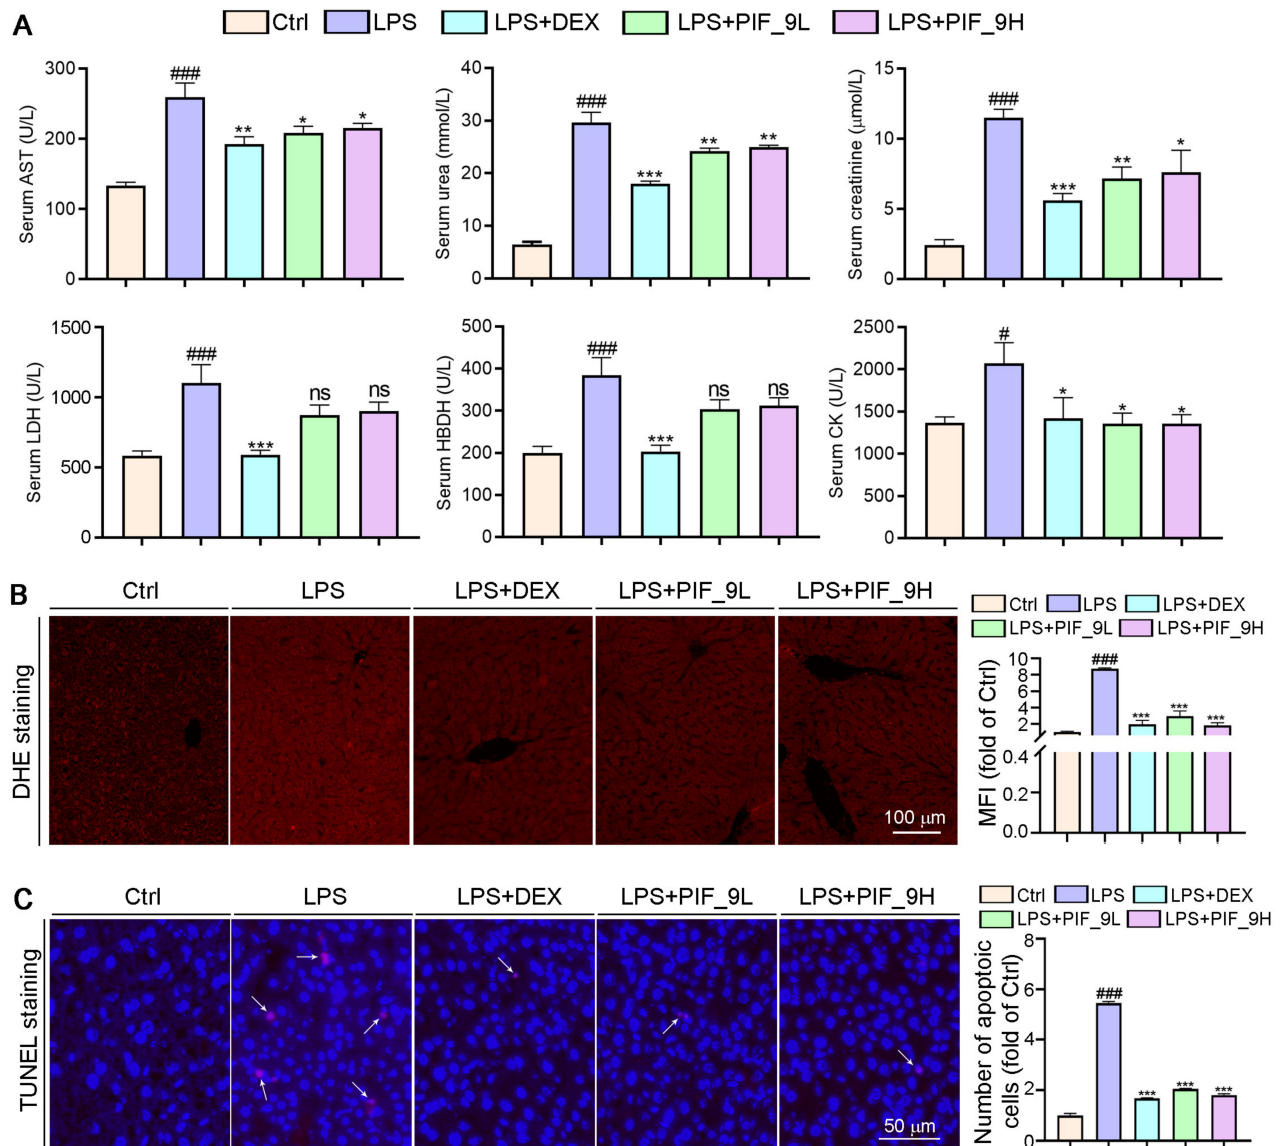 A
Ctrl LPS LPS+DEX LPS+PIF_9L LPS+PIF_9H
Serum AST (U/L)
300
200
100
0
###
**
*
*
Serum urea (mmol/L)
40
30
20
10
0
###
***
**
**
Serum creatinine (μmol/L)
15
10
5
0
###
***
**
*
Serum LDH (U/L)
1500
1000
500
0
###
***
ns
ns
Serum HBDH (U/L)
500
400
300
200
100
0
###
***
ns
ns
Serum CK (U/L)
2500
2000
1500
1000
500
0
#
*
*
*
B
Ctrl LPS LPS+DEX LPS+PIF_9L LPS+PIF_9H
DHE staining
100 μm
Ctrl LPS LPS+DEX
LPS+PIF_9L LPS+PIF_9H
MFI (fold of Ctrl)
10
8
6
4
2
0.4
0.2
0.0
###
***
***
***
C
Ctrl LPS LPS+DEX LPS+PIF_9L LPS+PIF_9H
TUNEL staining
50 μm
Ctrl LPS LPS+DEX
LPS+PIF_9L LPS+PIF_9H
Number of apoptoic
cells (fold of Ctrl)
8
6
4
2
0
###
***
***
***